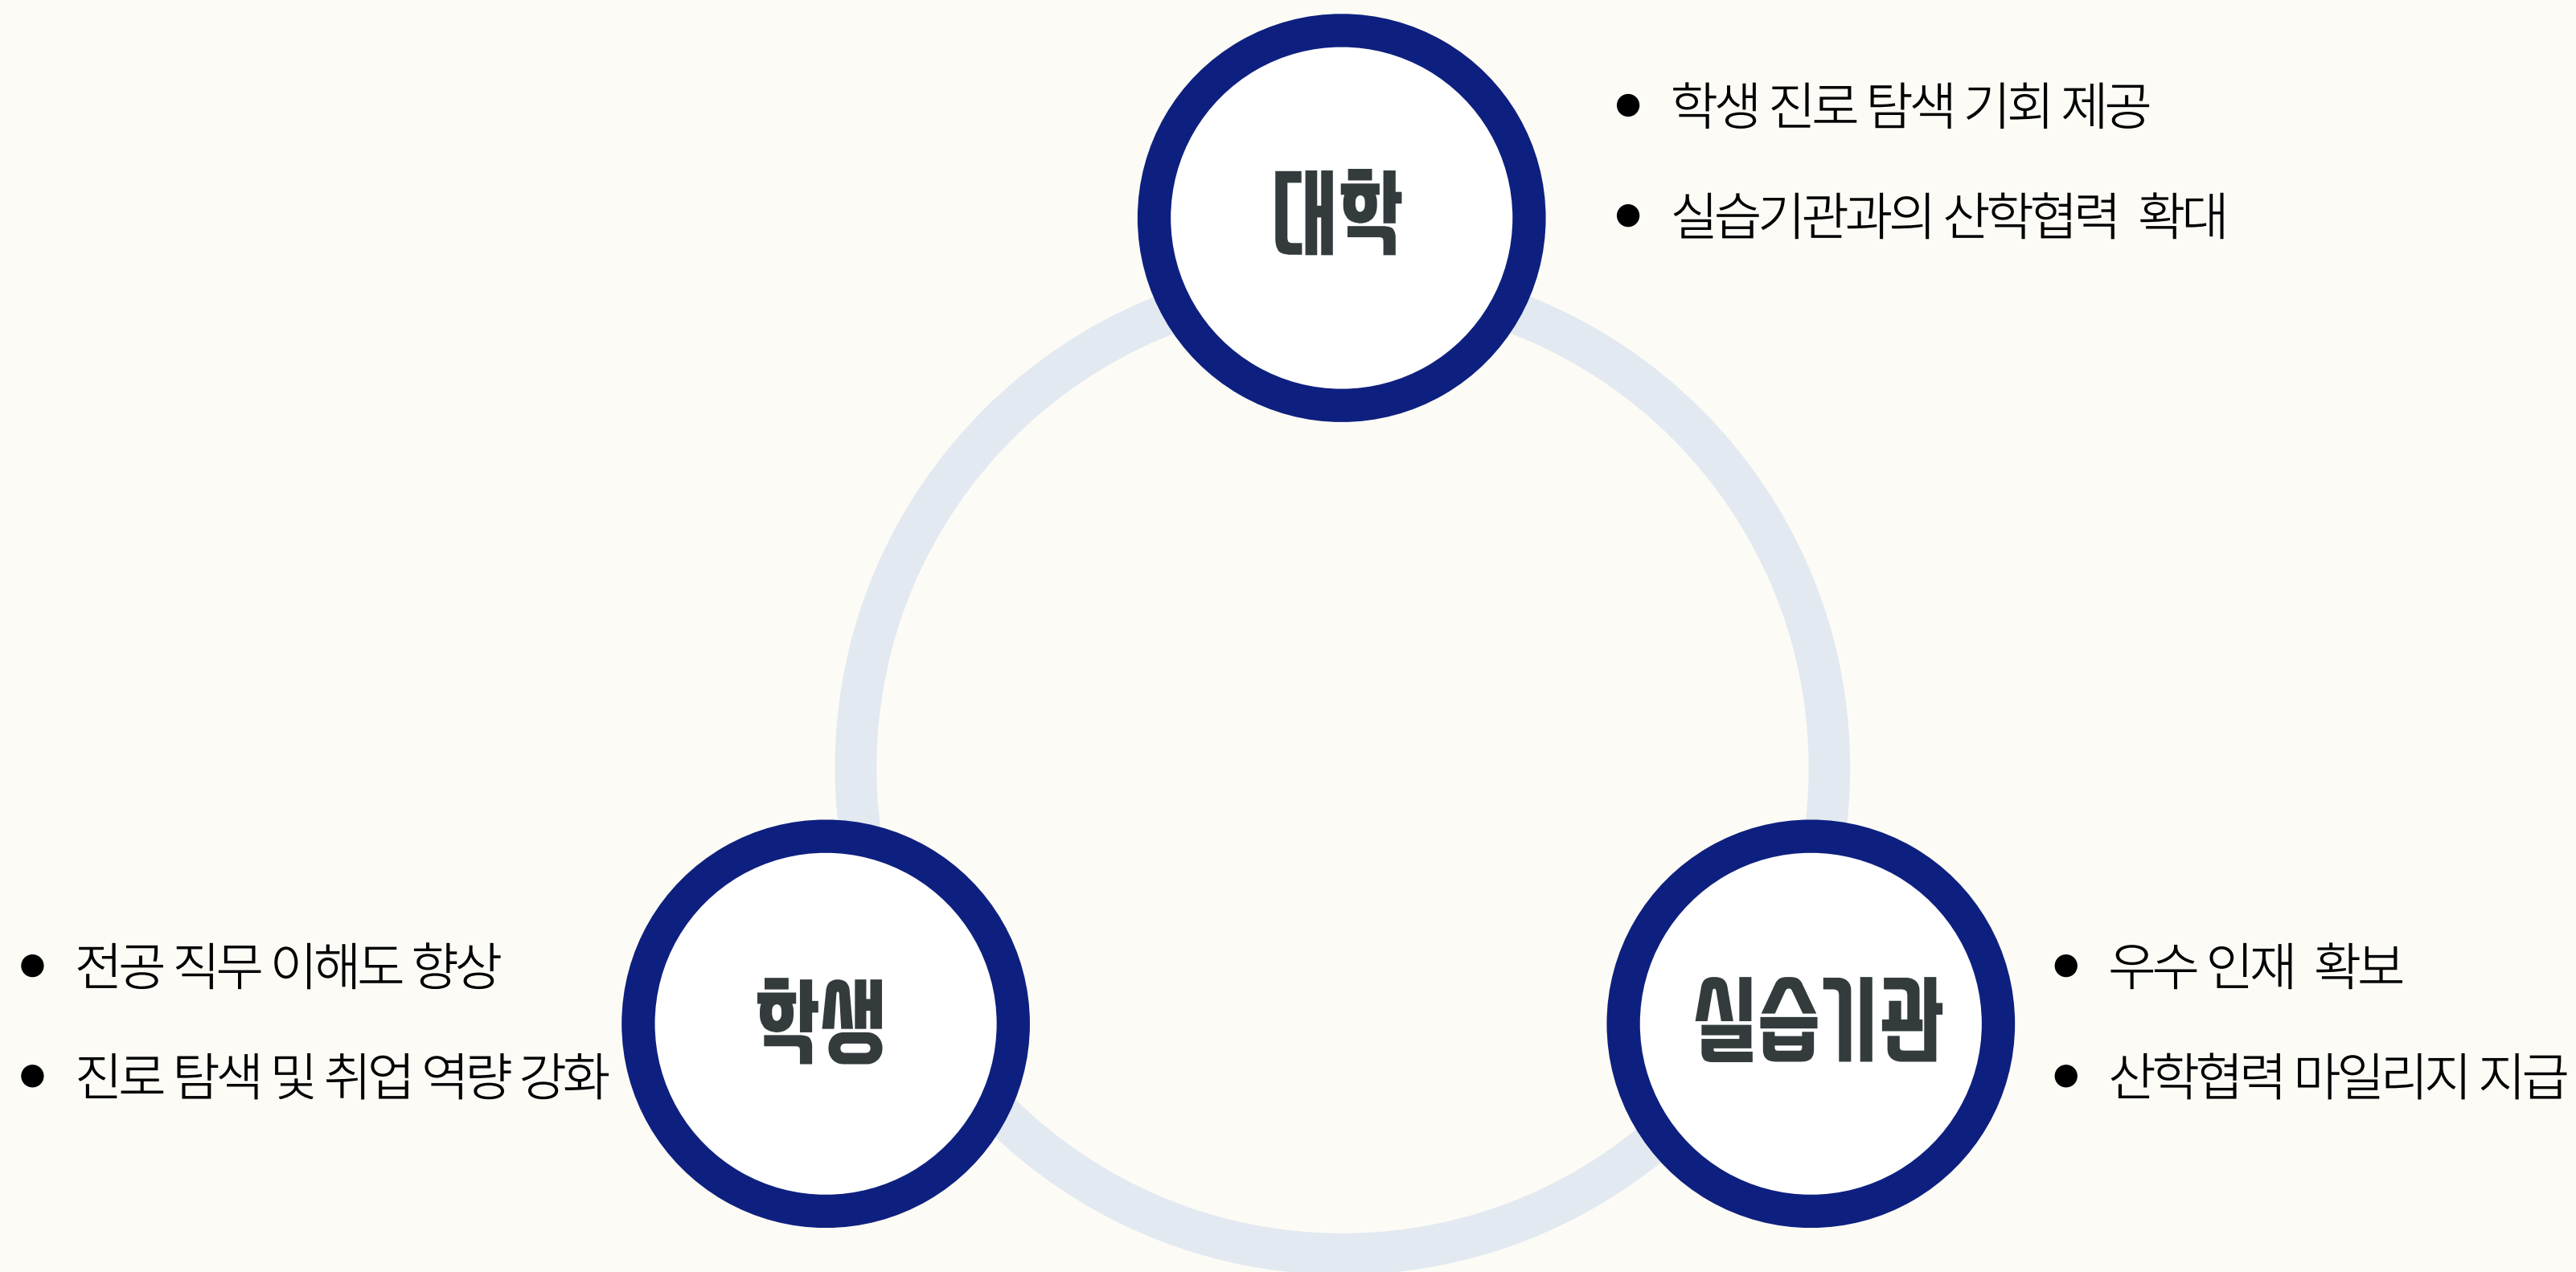 대학
학생 진로 탐색 기회 제공
실습기관과의 산학협력 확대
학생
전공 직무 이해도 향상
진로 탐색 및 취업 역량 강화
실습기관
우수 인재 확보
산학협력 마일리지 지급